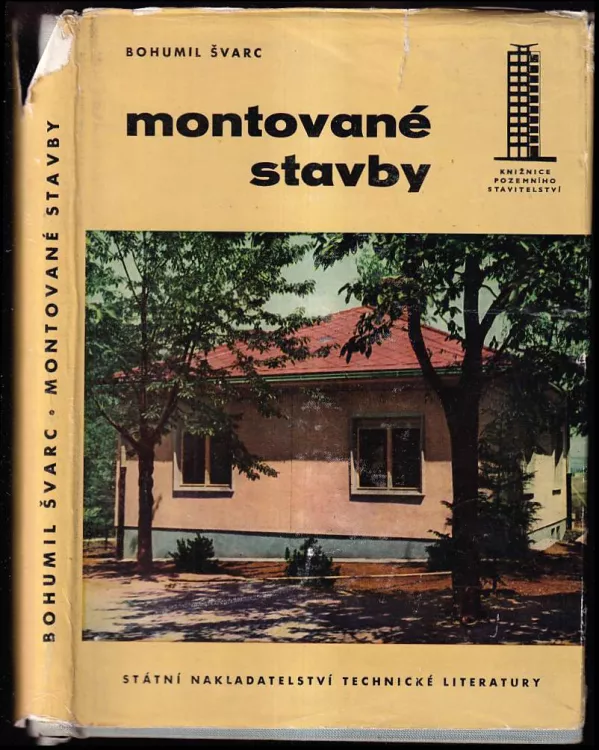 BOHUMIL ŠVARC
montované
stavby
KNIŽNICE
POZEMNÍHO
STAVITELSTVÍ
STÁTNÍ NAKLADATELSTVÍ TECHNICKÉ LITERATURY
BOHUMIL ŠVARC • MONTOVANÉ STAVBY